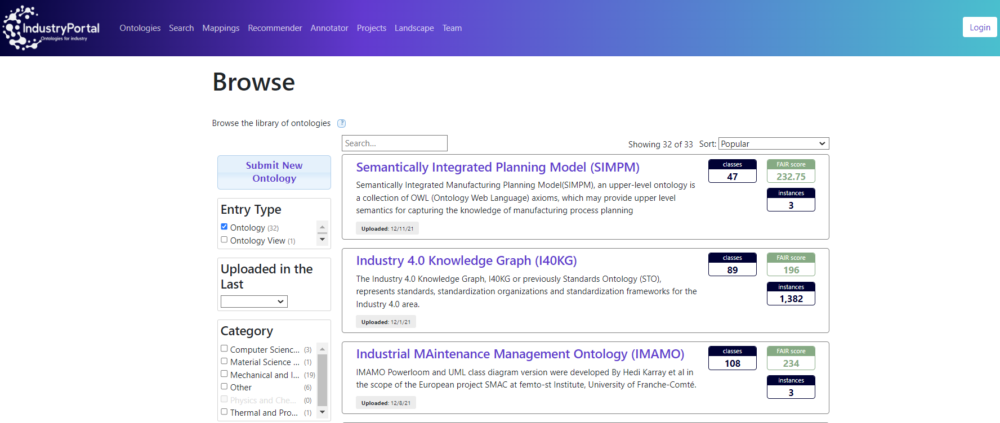 IndustryPortal
Ontologies for industry
Ontologies Search Mappings Recommender Annotator Projects Landscape Team
Login
Browse
Browse the library of ontologies ?
Search...
Showing 32 of 33 Sort: Popular
Submit New
Ontology
Entry Type
Ontology (32)
Ontology View (1)
Uploaded in the
Last
Category
Computer Scienc... (3)
Material Science ... (1)
Mechanical and I... (19)
Other (6)
Physics and Che... (0)
Thermal and Pro... (1)
Semantically Integrated Planning Model (SIMPM)
Semantically Integrated Manufacturing Planning Model(SIMPM), an upper-level ontology is
a collection of OWL (Ontology Web Language) axioms, which may provide upper level
semantics for capturing the knowledge of manufacturing process planning
Uploaded: 12/11/21
classes
47
FAIR score
232.75
instances
3
Industry 4.0 Knowledge Graph (I40KG)
The Industry 4.0 Knowledge Graph, I40KG or previously Standards Ontology (STO),
represents standards, standardization organizations and standardization frameworks for the
Industry 4.0 area.
Uploaded: 12/1/21
classes
89
FAIR score
196
instances
1,382
Industrial MAintenance Management Ontology (IMAMO)
IMAMO Powerloom and UML class diagram version were developed By Hedi Karray et al in
the scope of the European project SMAC at femto-st Institute, University of Franche-Comté.
Uploaded: 12/8/21
classes
108
FAIR score
234
instances
3